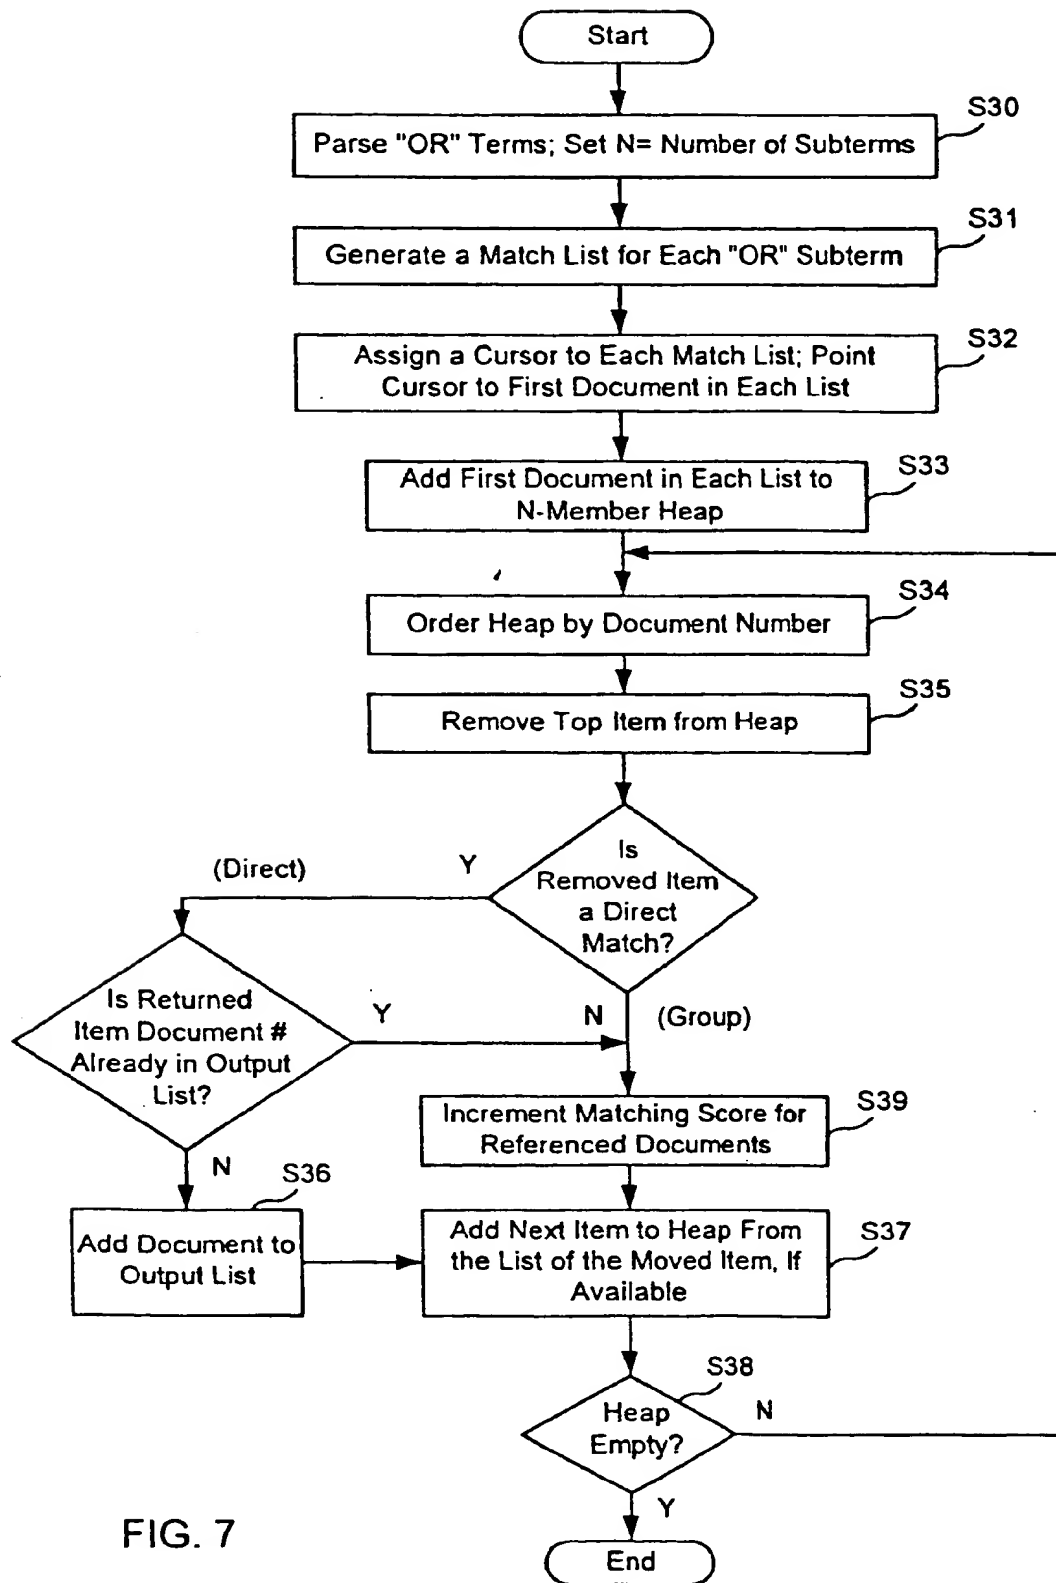 Start
S30
Parse "OR" Terms; Set N= Number of Subterms
S31
Generate a Match List for Each "OR" Subterm
S32
Assign a Cursor to Each Match List; Point
Cursor to First Document in Each List
S33
Add First Document in Each List to
N-Member Heap
S34
Order Heap by Document Number
S35
Remove Top Item from Heap
Is
Removed Item
a Direct
Match?
(Direct)
Y
Is Returned
Item Document #
Already in Output
List?
Y
N
(Group)
S39
Increment Matching Score for
Referenced Documents
N
S36
Add Document to
Output List
S37
Add Next Item to Heap From
the List of the Moved Item, If
Available
S38
Heap
Empty?
N
Y
End
FIG. 7